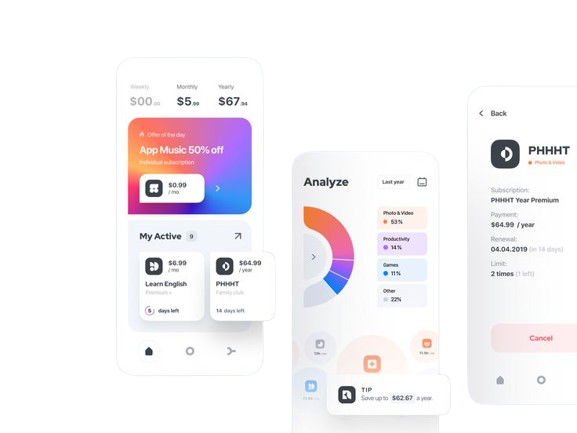 Weekly Monthly Yearly
$00.00 $5.99 $67.94
Offer of the day
App Music 50% off
Individual subscription
$0.99
/ mo
My Active 9
$6.99
/ mo
Learn English
Premium +
5 days left
$64.99
/ year
PHHHT
Family club
14 days left
Analyze Last year
Photo & Video
53%
Productivity
14%
Games
11%
Other
22%
TIP
Save up to $62.67 a year.
Back
PHHHT
Photo & Video
Subscription:
PHHHT Year Premium
Payment:
$64.99 / year
Renewal:
04.04.2019 (in 14 days)
Limit:
2 times (1 left)
Cancel